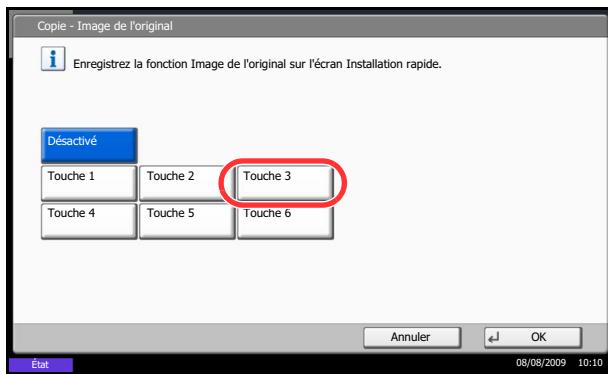 Copie - Image de l'original
Enregistrez la fonction Image de l'original sur l'écran Installation rapide.
Désactivé
Touche 1 Touche 2 Touche 3
Touche 4 Touche 5 Touche 6
Annuler OK
État 08/08/2009 10:10